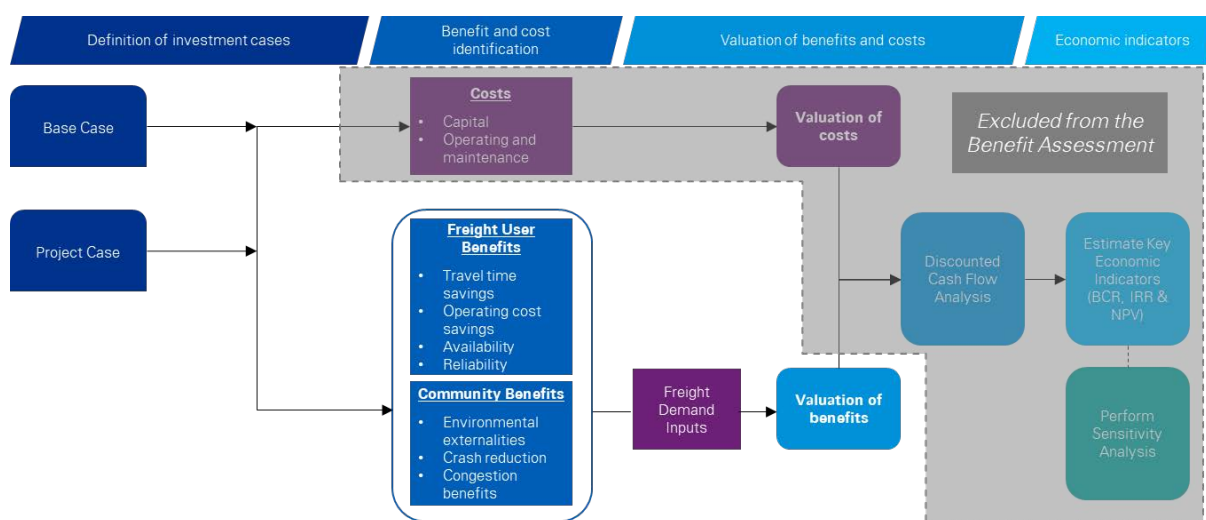 Definition of investment cases
Benefit and cost
identification
Valuation of benefits and costs
Economic indicators
Base Case
Project Case
Costs
• Capital
• Operating and
maintenance
Valuation of
costs
Excluded from the
Benefit Assessment
Freight User
Benefits
• Travel time
savings
• Operating cost
savings
• Availability
• Reliability
Community Benefits
• Environmental
externalities
• Crash reduction
• Congestion
benefits
Freight
Demand
Inputs
Valuation of
benefits
Discounted
Cash Flow
Analysis
Estimate Key
Economic
Indicators
(BCR, IRR &
NPV)
Perform
Sensitivity
Analysis